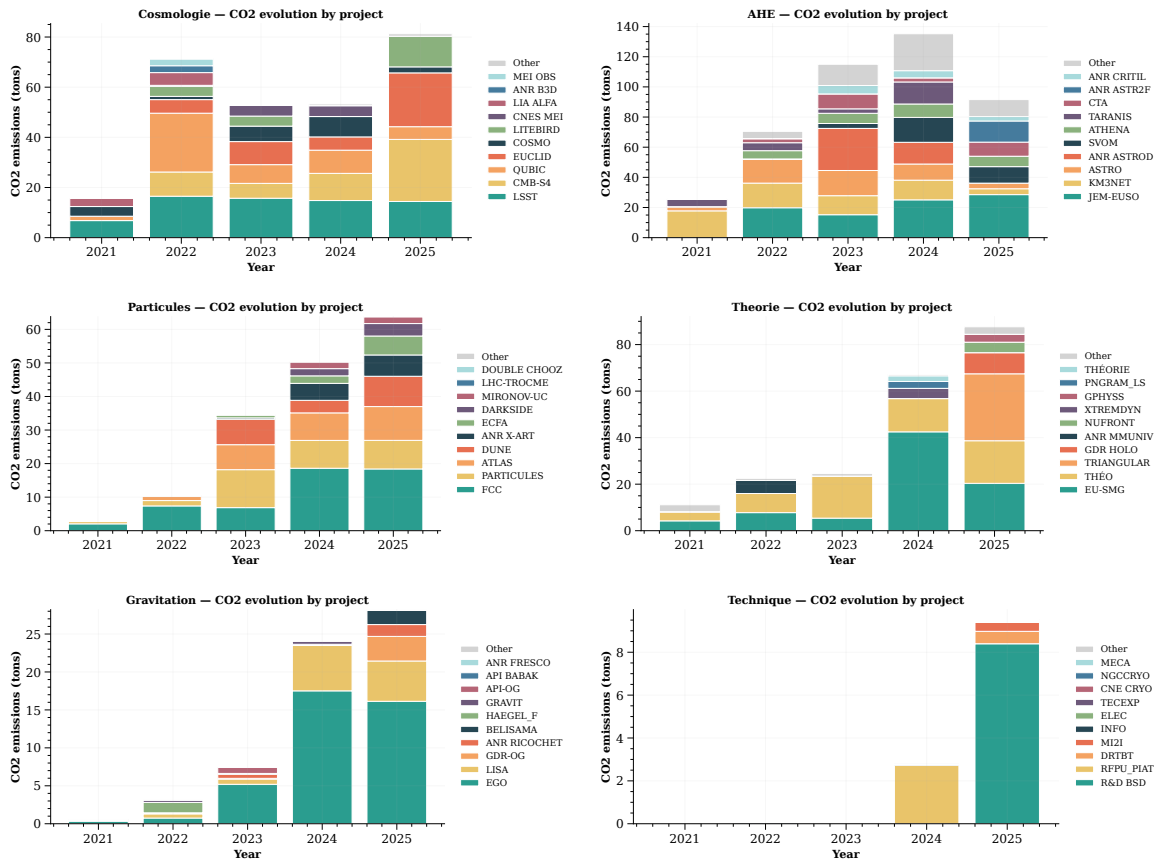 Cosmologie — CO2 evolution by project
CO2 emissions (tons)
80
60
40
20
0
2021 2022 2023 2024 2025
Year
Other
MEI OBS
ANR B3D
LIA ALFA
CNES MEI
LITEBIRD
COSMO
EUCLID
QUBIC
CMB-S4
LSST
AHE — CO2 evolution by project
CO2 emissions (tons)
140
120
100
80
60
40
20
0
2021 2022 2023 2024 2025
Year
Other
ANR CRITIL
ANR ASTR2F
CTA
TARANIS
ATHENA
SVOM
ANR ASTROD
ASTRO
KM3NET
JEM-EUSO
Particules — CO2 evolution by project
CO2 emissions (tons)
60
50
40
30
20
10
0
2021 2022 2023 2024 2025
Year
Other
DOUBLE CHOOZ
LHC-TROCME
MIRONOV-UC
DARKSIDE
ECFA
ANR X-ART
DUNE
ATLAS
PARTICULES
FCC
Theorie — CO2 evolution by project
CO2 emissions (tons)
80
60
40
20
0
2021 2022 2023 2024 2025
Year
Other
THÉORIE
PNGRAM_LS
GPHYSS
XTREMDYN
NUFRONT
ANR MMUNIV
GDR HOLO
TRIANGULAR
THÉO
EU-SMG
Gravitation — CO2 evolution by project
CO2 emissions (tons)
25
20
15
10
5
0
2021 2022 2023 2024 2025
Year
Other
ANR FRESCO
API BABAK
API-OG
GRAVIT
HAEGEL_F
BELISAMA
ANR RICOCHET
GDR-OG
LISA
EGO
Technique — CO2 evolution by project
CO2 emissions (tons)
8
6
4
2
0
2021 2022 2023 2024 2025
Year
Other
MECA
NGCCRYO
CNE CRYO
TECEXP
ELEC
INFO
MI2I
DRTBT
RFPU_PIAT
R&D BSD